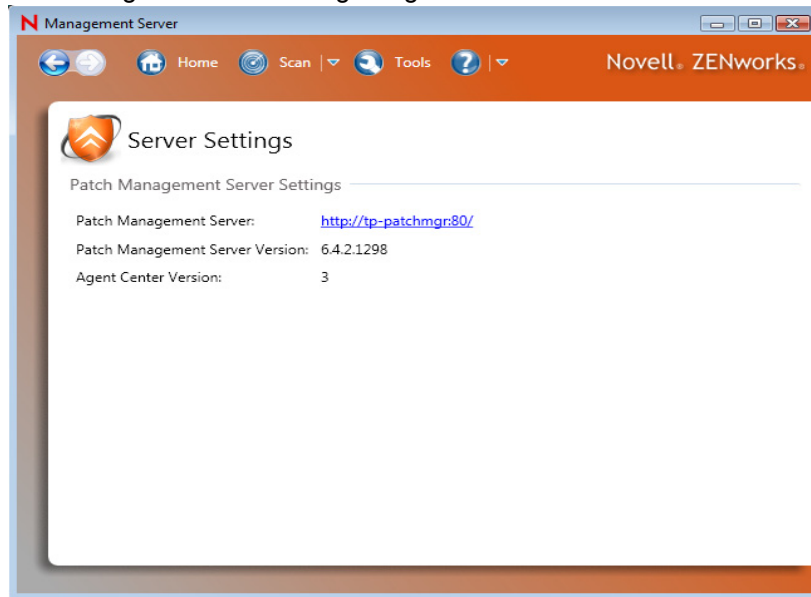 Management Server
Home Scan Tools ? Novell® ZENworks®
Server Settings
Patch Management Server Settings
Patch Management Server: http://tp-patchmgr:80/
Patch Management Server Version: 6.4.2.1298
Agent Center Version: 3